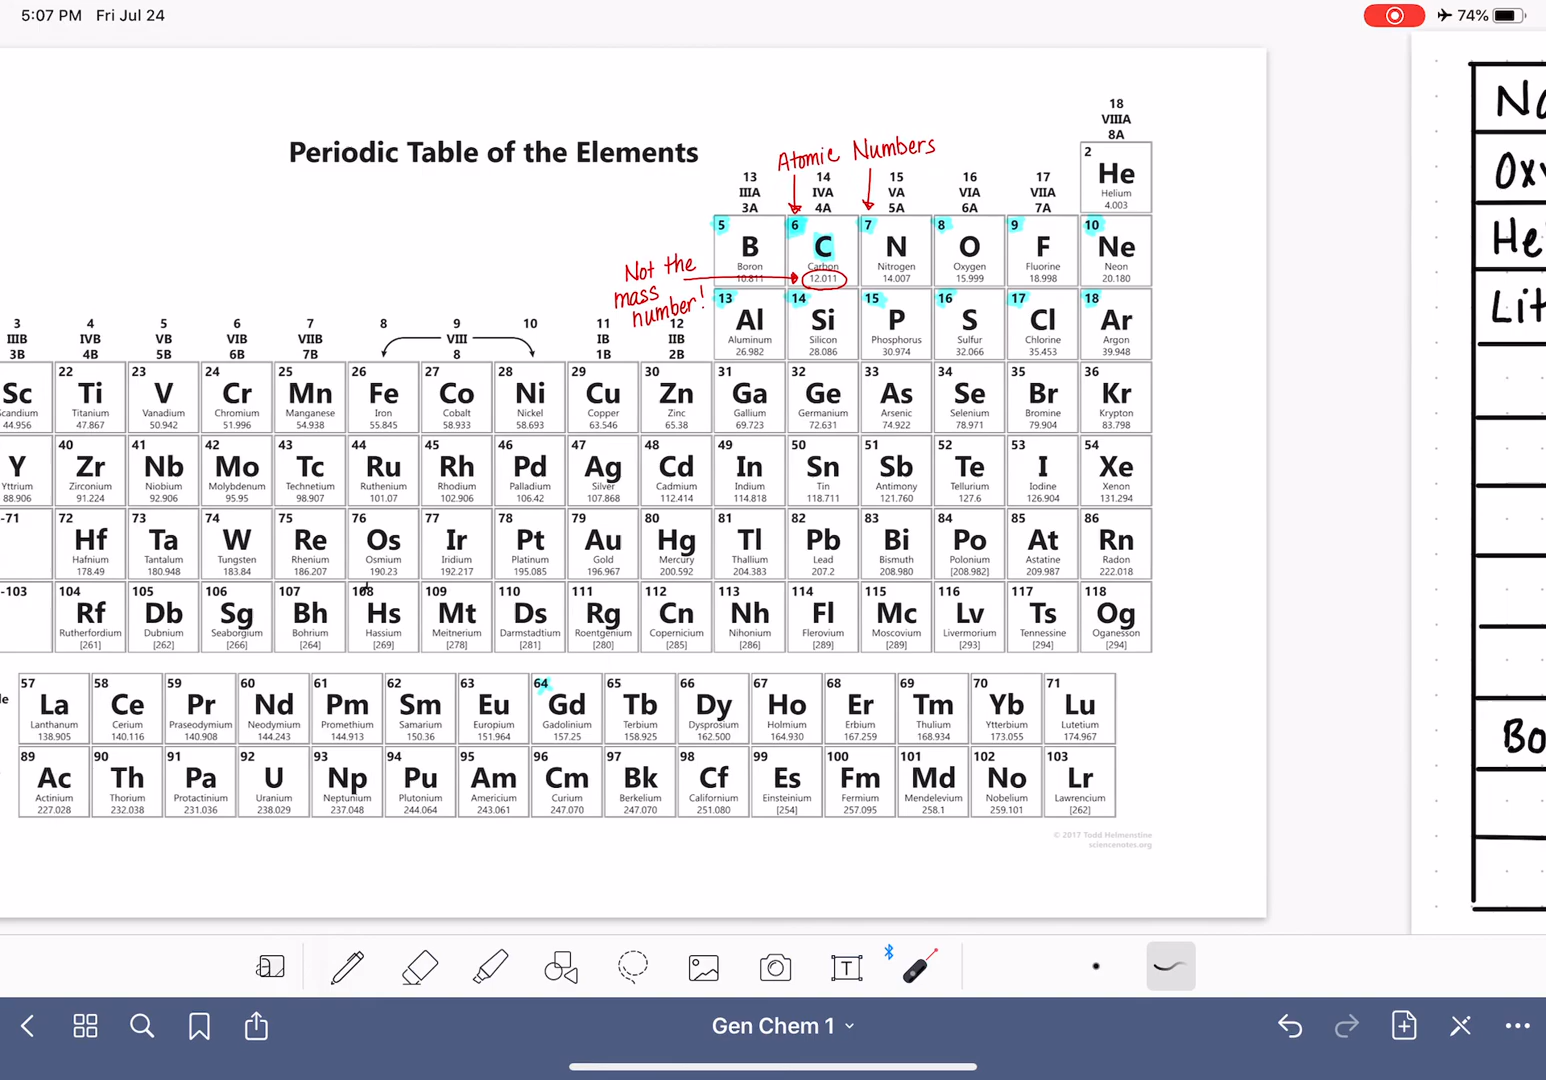 5:07 PM Fri Jul 24
74%
Periodic Table of the Elements
Atomic Numbers
Not the
mass
number!
18
VIIIA
8A
13 14 15 16 17
IIIA IVA VA VIA VIIA
3A 4A 5A 6A 7A
2
He
Helium
4.003
5 6 7 8 9 10
B C N O F Ne
Boron Carbon Nitrogen Oxygen Fluorine Neon
10.811 12.011 14.007 15.999 18.998 20.180
13 14 15 16 17 18
Al Si P S Cl Ar
Aluminum Silicon Phosphorus Sulfur Chlorine Argon
26.982 28.086 30.974 32.066 35.453 39.948
3 4 5 6 7 8 9 10 11 12
IIIB IVB VB VIB VIIB VIII IB IIB
3B 4B 5B 6B 7B 8 1B 2B
22 23 24 25 26 27 28 29 30 31 32 33 34 35 36
Sc Ti V Cr Mn Fe Co Ni Cu Zn Ga Ge As Se Br Kr
candium Titanium Vanadium Chromium Manganese Iron Cobalt Nickel Copper Zinc Gallium Germanium Arsenic Selenium Bromine Krypton
44.956 47.867 50.942 51.996 54.938 55.845 58.933 58.693 63.546 65.38 69.723 72.631 74.922 78.971 79.904 83.798
40 41 42 43 44 45 46 47 48 49 50 51 52 53 54
Y Zr Nb Mo Tc Ru Rh Pd Ag Cd In Sn Sb Te I Xe
Yttrium Zirconium Niobium Molybdenum Technetium Ruthenium Rhodium Palladium Silver Cadmium Indium Tin Antimony Tellurium Iodine Xenon
88.906 91.224 92.906 95.95 98.907 101.07 102.906 106.42 107.868 112.414 114.818 118.711 121.760 127.6 126.904 131.294
-71 72 73 74 75 76 77 78 79 80 81 82 83 84 85 86
Hf Ta W Re Os Ir Pt Au Hg Tl Pb Bi Po At Rn
Hafnium Tantalum Tungsten Rhenium Osmium Iridium Platinum Gold Mercury Thallium Lead Bismuth Polonium Astatine Radon
178.49 180.948 183.84 186.207 190.23 192.217 195.085 196.967 200.592 204.383 207.2 208.980 [208.982] 209.987 222.018
-103 104 105 106 107 108 109 110 111 112 113 114 115 116 117 118
Rf Db Sg Bh Hs Mt Ds Rg Cn Nh Fl Mc Lv Ts Og
Rutherfordium Dubnium Seaborgium Bohrium Hassium Meitnerium Darmstadtium Roentgenium Copernicium Nihonium Flerovium Moscovium Livermorium Tennessine Oganesson
[261] [262] [266] [264] [269] [278] [281] [280] [285] [286] [289] [289] [293] [294] [294]
57 58 59 60 61 62 63 64 65 66 67 68 69 70 71
La Ce Pr Nd Pm Sm Eu Gd Tb Dy Ho Er Tm Yb Lu
Lanthanum Cerium Praseodymium Neodymium Promethium Samarium Europium Gadolinium Terbium Dysprosium Holmium Erbium Thulium Ytterbium Lutetium
138.905 140.116 140.908 144.243 144.913 150.36 151.964 157.25 158.925 162.500 164.930 167.259 168.934 173.055 174.967
89 90 91 92 93 94 95 96 97 98 99 100 101 102 103
Ac Th Pa U Np Pu Am Cm Bk Cf Es Fm Md No Lr
Actinium Thorium Protactinium Uranium Neptunium Plutonium Americium Curium Berkelium Californium Einsteinium Fermium Mendelevium Nobelium Lawrencium
227.028 232.038 231.036 238.029 237.048 244.064 243.061 247.070 247.070 251.080 [254] 257.095 258.1 259.101 [262]
© 2017 Todd Helmenstine
sciencenotes.org
Oxy
He
Lit
Bo
T
Gen Chem 1